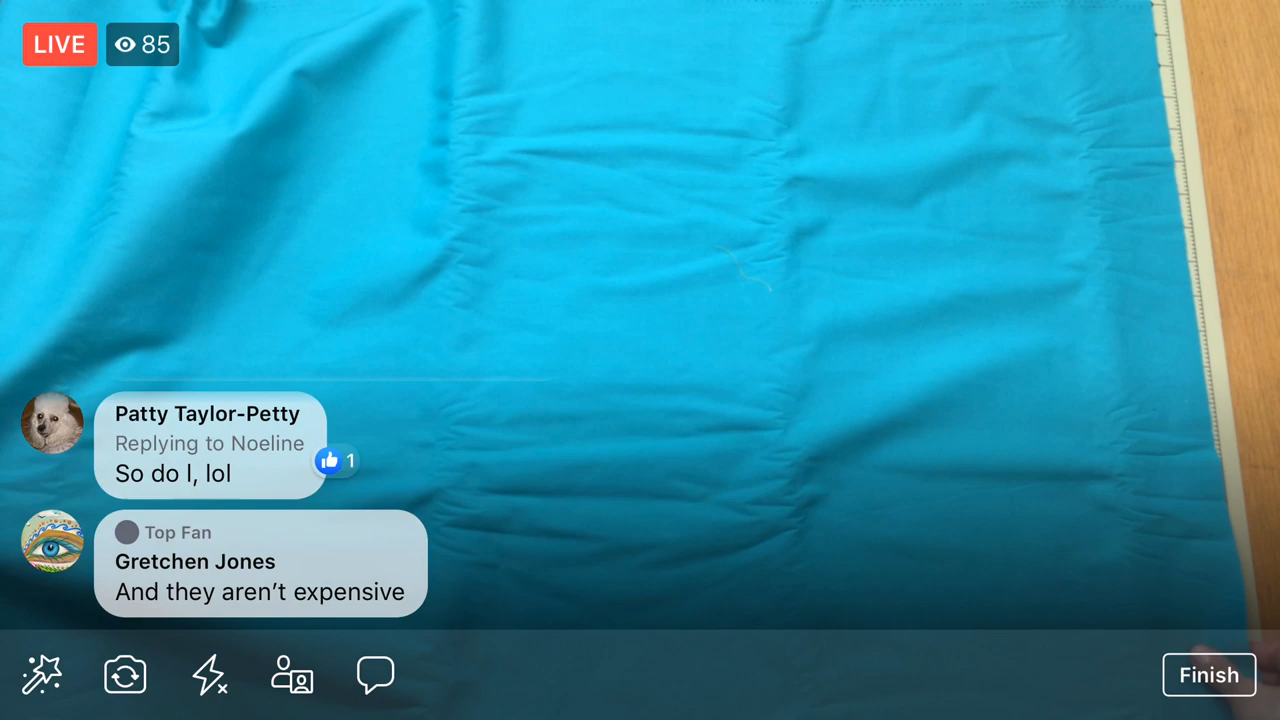 LIVE
85
Patty Taylor-Petty
Replying to Noeline
So do I, lol
1
Top Fan
Gretchen Jones
And they aren’t expensive
Finish